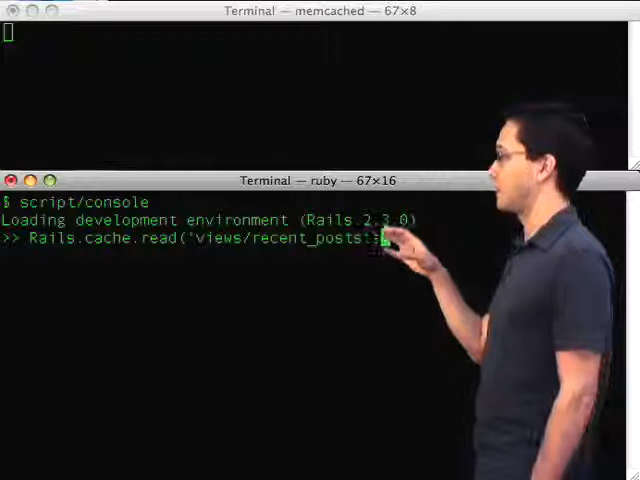 Terminal — memcached — 67×8
Terminal — ruby — 67×16
$ script/console
Loading development environment (Rails 2.3.0)
>> Rails.cache.read('views/recent_posts